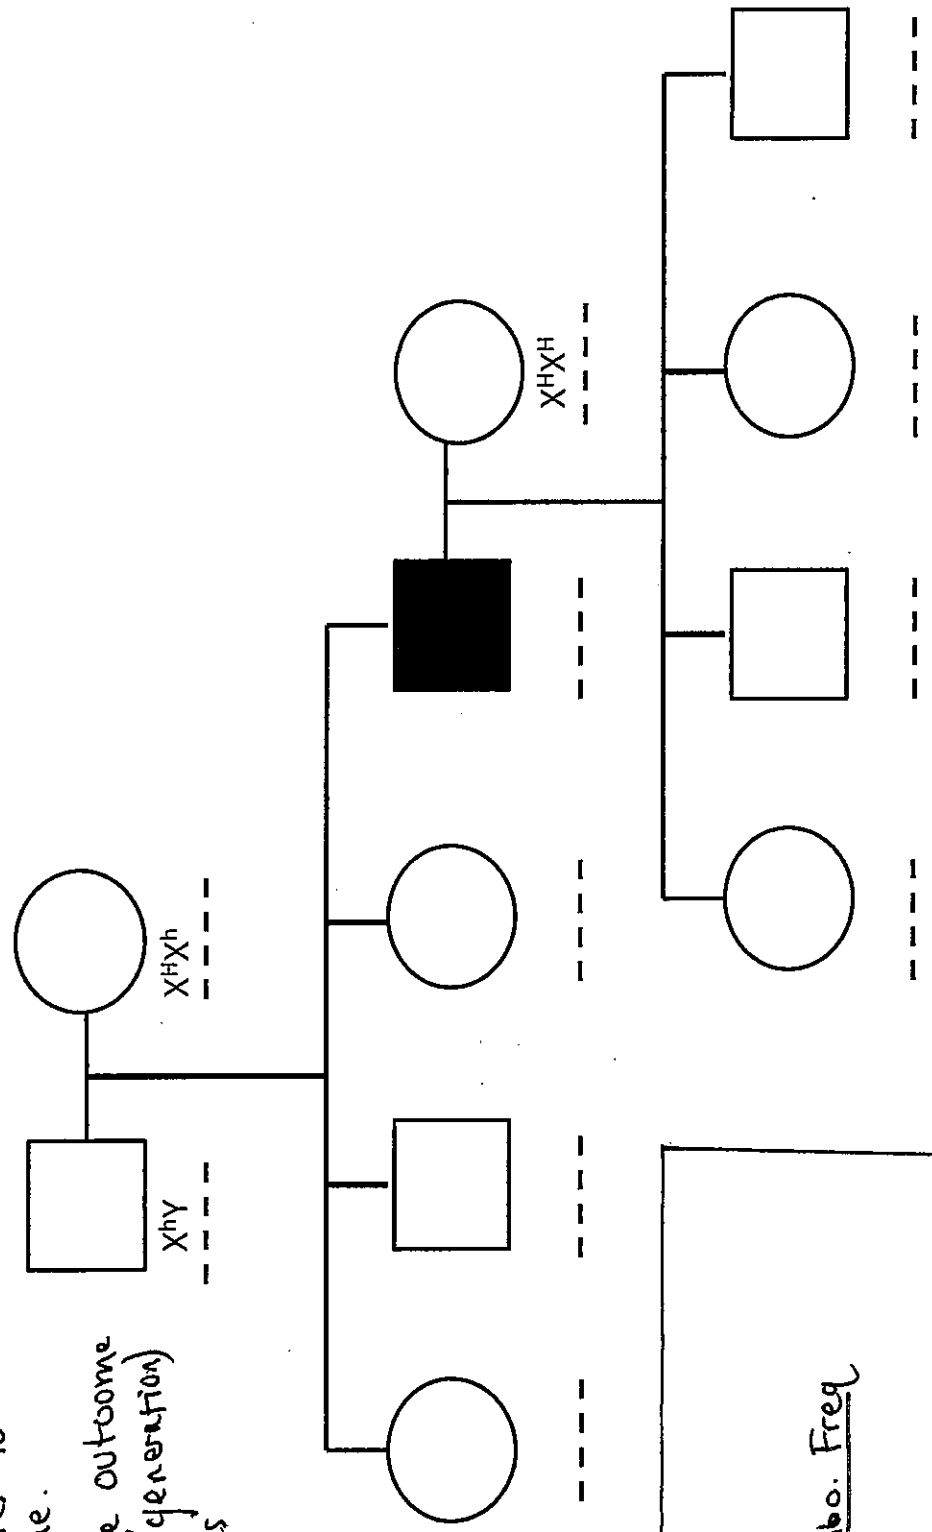 e.
e outcome
generation)
s
XʰY
XᴴXʰ
XᴴXᴴ
bo. Freq